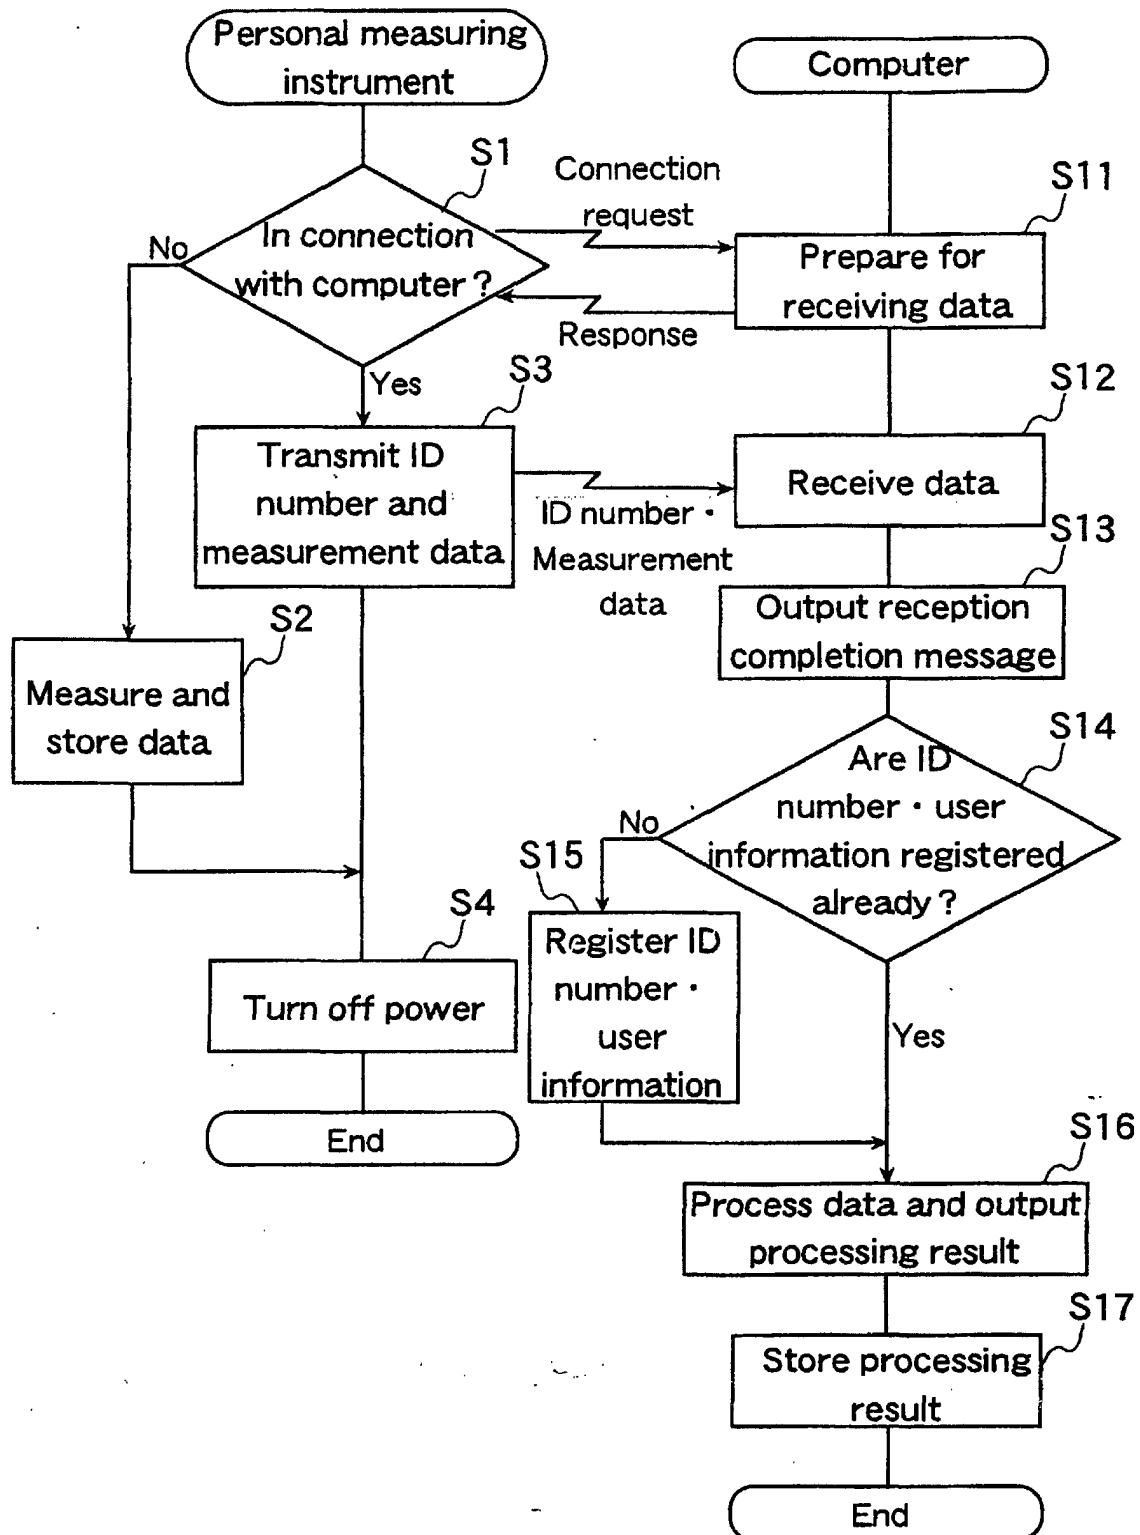 Personal measuring
instrument
S1
In connection
with computer?
No
Yes
Connection
request
Response
S3
Transmit ID
number and
measurement data
ID number・
Measurement
data
S2
Measure and
store data
S4
Turn off power
End
Computer
S11
Prepare for
receiving data
S12
Receive data
S13
Output reception
completion message
S14
Are ID
number・user
information registered
already?
No
Yes
S15
Register ID
number・
user
information
S16
Process data and output
processing result
S17
Store processing
result
End